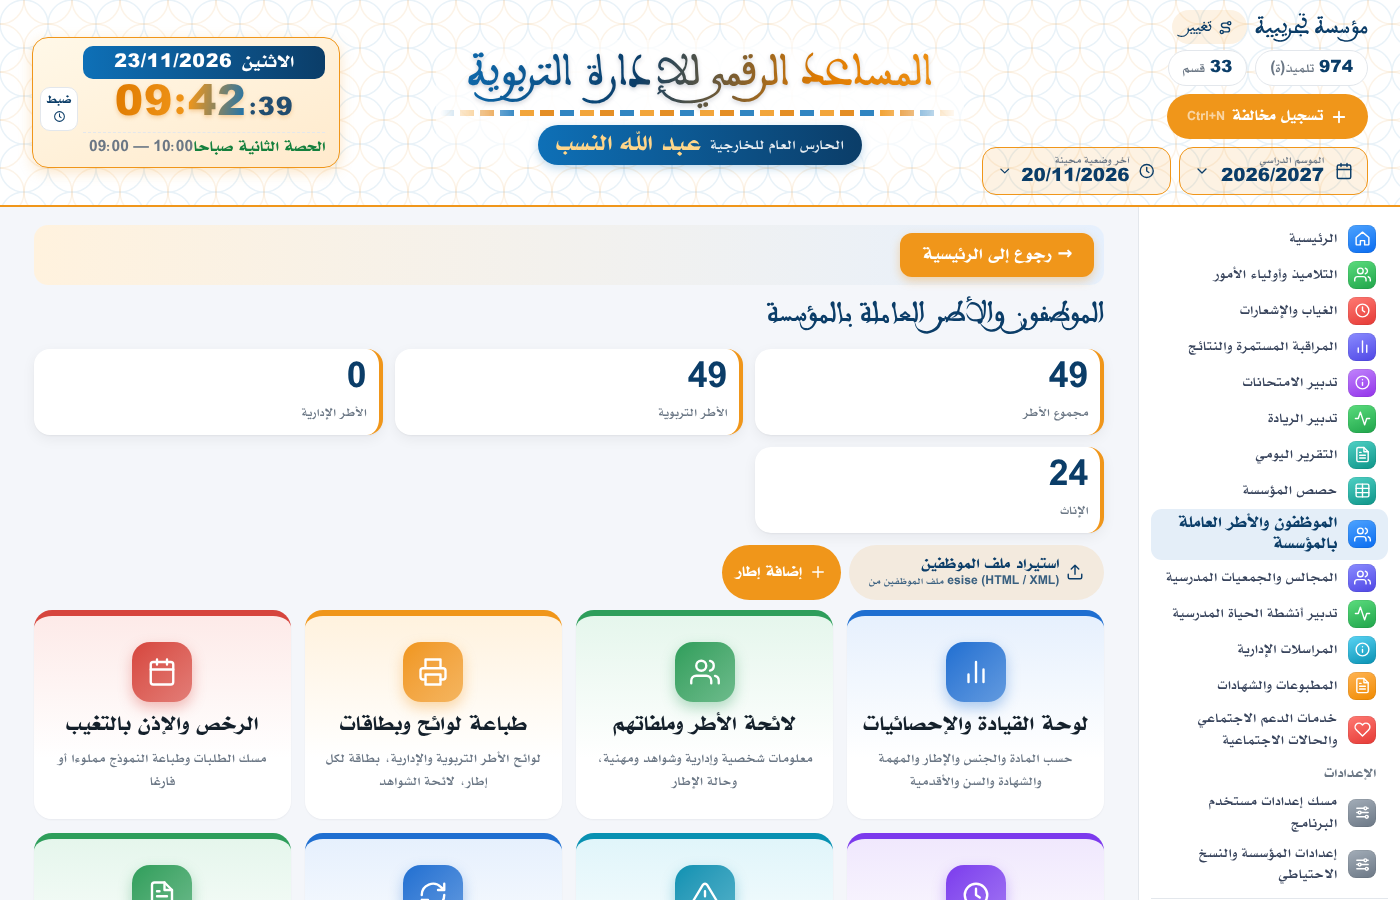 مؤسسة تجريبية
تغيير
974 تلميذ(ة)
33 قسم
تسجيل مخالفة Ctrl+N
الموسم الدراسي
2026/2027
اخر وضعية محينة
20/11/2026
المساعد الرقمي للإدارة التربوية
الحارس العام للخارجية عبد الله النسب
الاثنين 23/11/2026
09:42:39
ضبط
الحصة الثانية صباحا 10:00 — 09:00
الرئيسية
التلاميذ وأولياء الأمور
الغياب والإشعارات
المراقبة المستمرة والنتائج
تدبير الامتحانات
تدبير الريادة
التقرير اليومي
حصص المؤسسة
الموظفون والأطر العاملة
بالمؤسسة
المجالس والجمعيات المدرسية
تدبير أنشطة الحياة المدرسية
المراسلات الإدارية
المطبوعات والشهادات
خدمات الدعم الاجتماعي
والحالات الاجتماعية
الإعدادات
مسك إعدادات مستخدم
البرنامج
إعدادات المؤسسة والنسخ
الاحتياطي
→ رجوع إلى الرئيسية
الموظفون والأطر العاملة بالمؤسسة
49
مجموع الأطر
49
الأطر التربوية
0
الأطر الإدارية
24
الإناث
استيراد ملف الموظفين
ملف الموظفين من esise (HTML / XML)
إضافة إطار
لوحة القيادة والإحصائيات
حسب المادة والجنس والإطار والمهمة
والشهادة والسن والأقدمية
لائحة الأطر وملفاتهم
معلومات شخصية وإدارية وشواهد ومهنية،
وحالة الإطار
طباعة لوائح وبطاقات
لوائح الأطر التربوية والإدارية، بطاقة لكل
إطار، لائحة الشواهد
الرخص والإذن بالتغيب
مسك الطلبات وطباعة النموذج مملوءا أو
فارغا